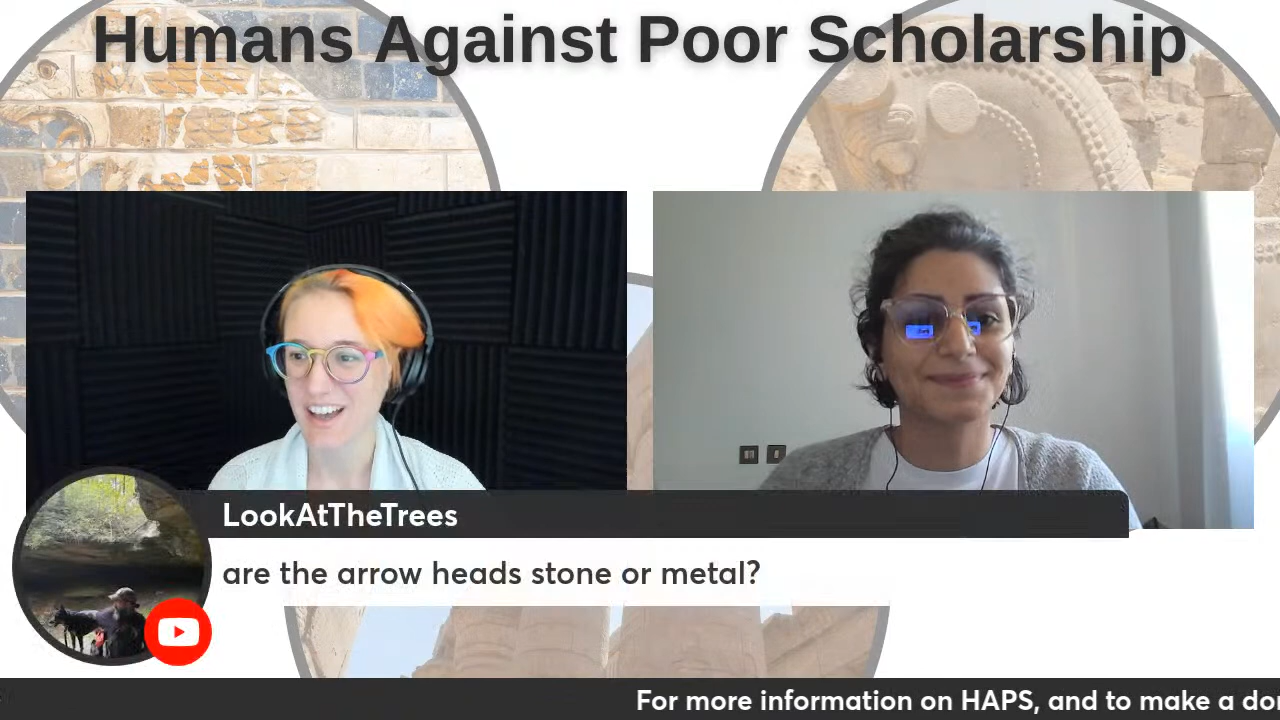 Humans Against Poor Scholarship
LookAtTheTrees
are the arrow heads stone or metal?
For more information on HAPS, and to make a